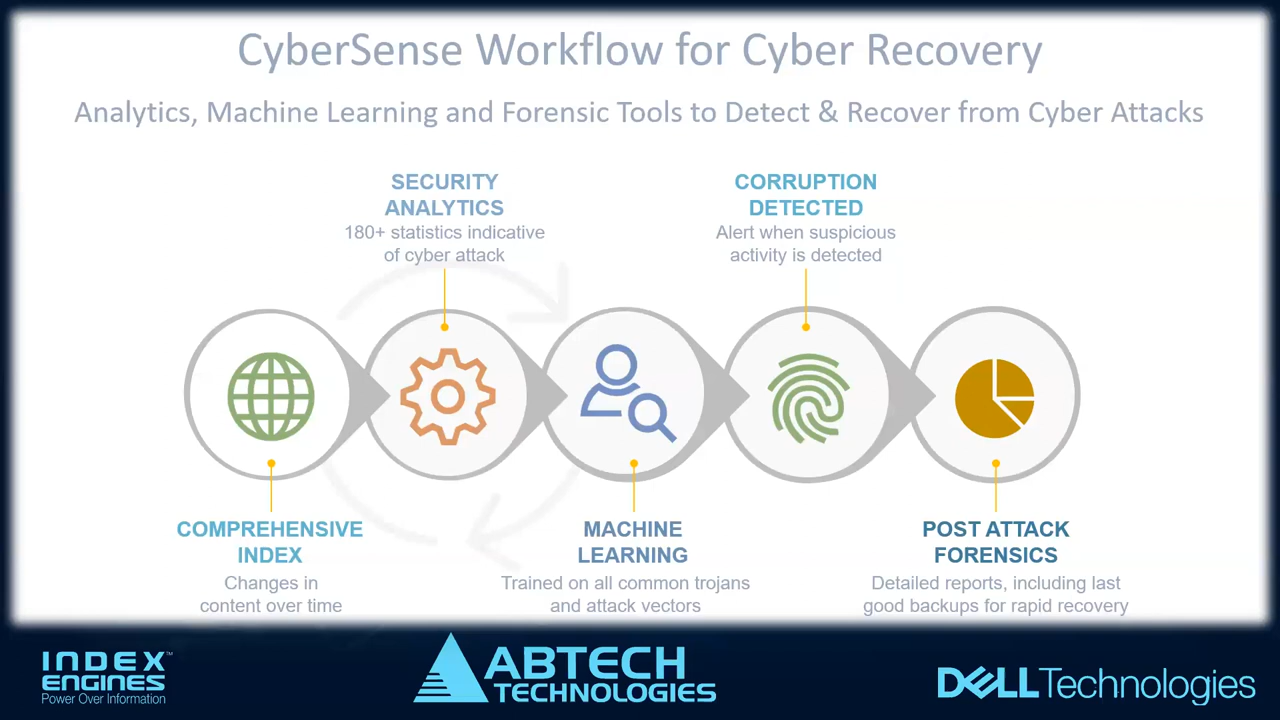 CyberSense Workflow for Cyber Recovery
Analytics, Machine Learning and Forensic Tools to Detect & Recover from Cyber Attacks
SECURITY
ANALYTICS
180+ statistics indicative
of cyber attack
CORRUPTION
DETECTED
Alert when suspicious
activity is detected
COMPREHENSIVE
INDEX
Changes in
content over time
MACHINE
LEARNING
Trained on all common trojans
and attack vectors
POST ATTACK
FORENSICS
Detailed reports, including last
good backups for rapid recovery
INDEX™
ENGINES
Power Over Information
ABTECH
TECHNOLOGIES
DELLTechnologies